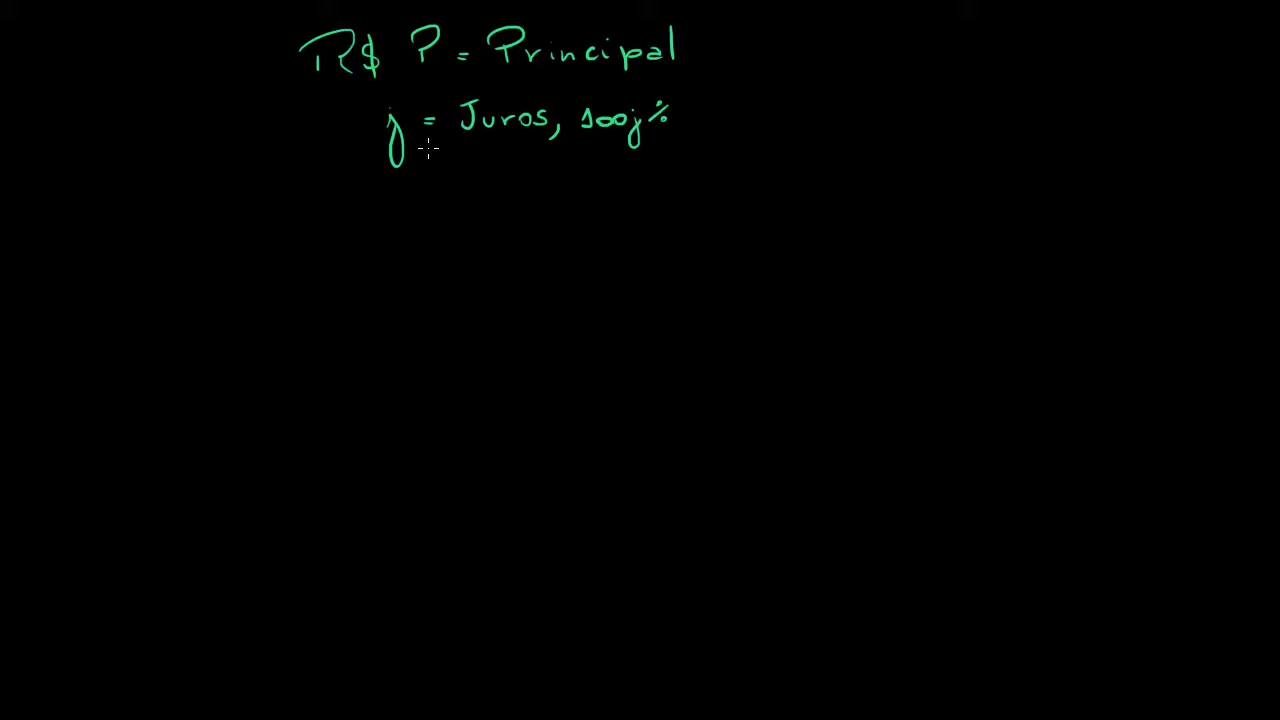 R$ P = Principal
j = Juros, 100j%